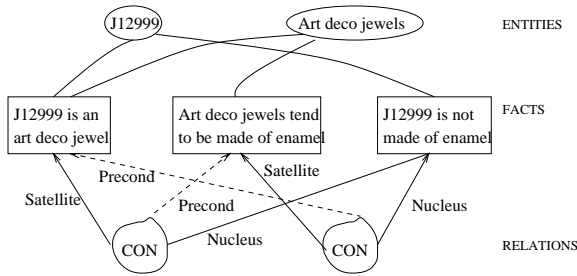 J12999
Art deco jewels
ENTITIES
J12999 is an
art deco jewel
Art deco jewels tend
to be made of enamel
J12999 is not
made of enamel
FACTS
Precond
Satellite
Satellite
Precond
Nucleus
Nucleus
CON
CON
RELATIONS